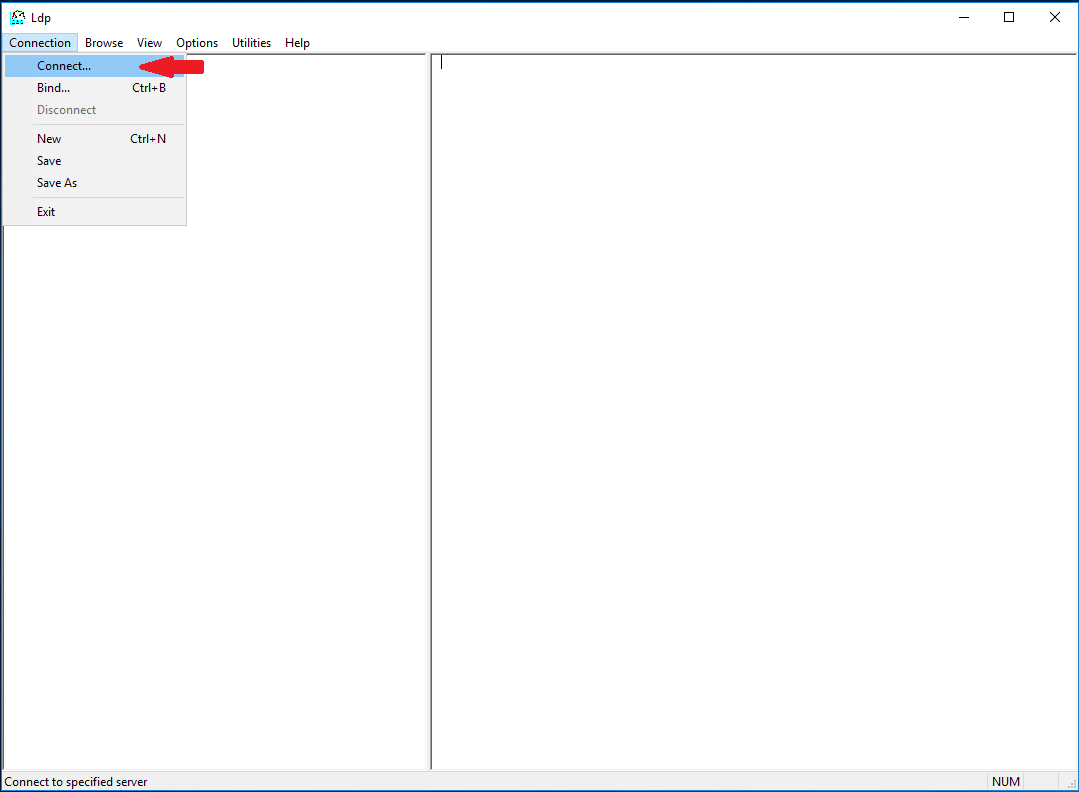 Ldp
Connection Browse View Options Utilities Help
Connect...
Bind... Ctrl+B
Disconnect
New Ctrl+N
Save
Save As
Exit
Connect to specified server NUM